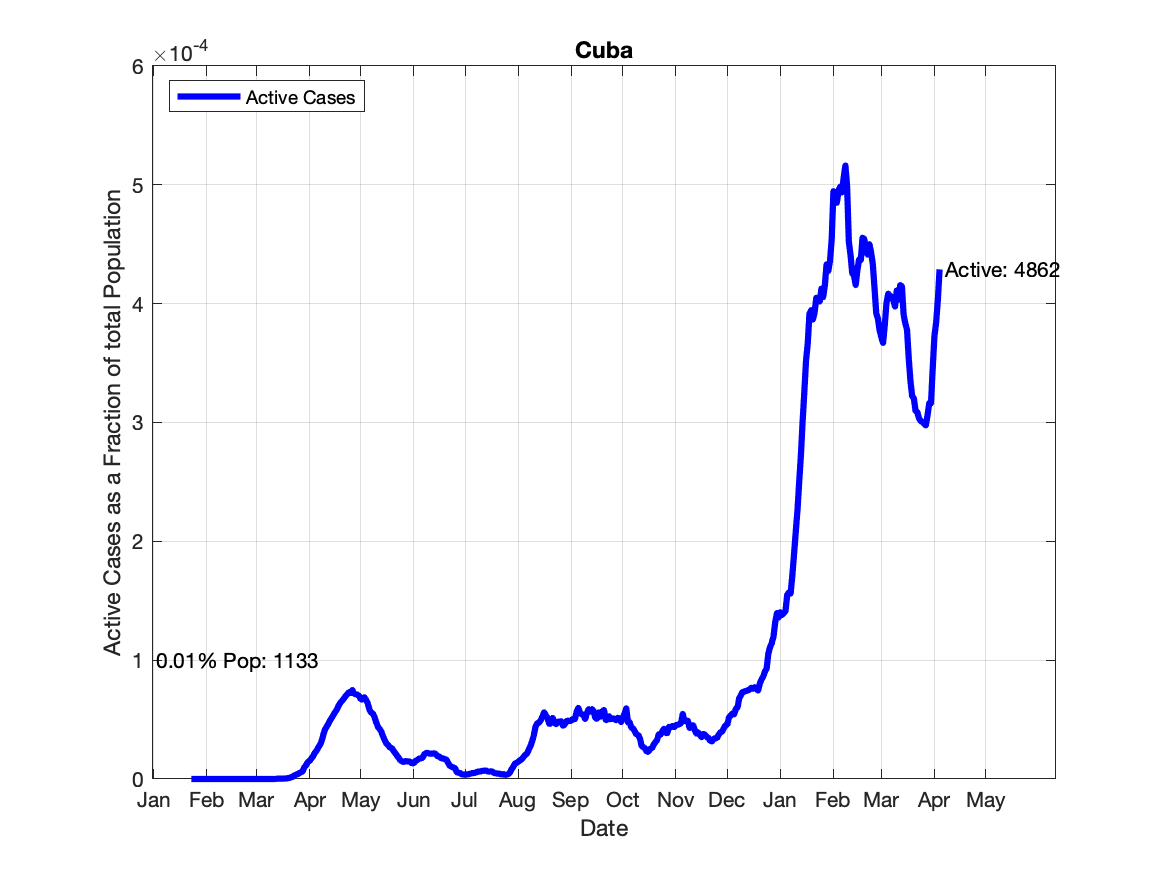 Cuba
×10-4
Active Cases
6
5
4
3
2
1
0
Active Cases as a Fraction of total Population
Active: 4862
0.01% Pop: 1133
Jan Feb Mar Apr May Jun Jul Aug Sep Oct Nov Dec Jan Feb Mar Apr May
Date